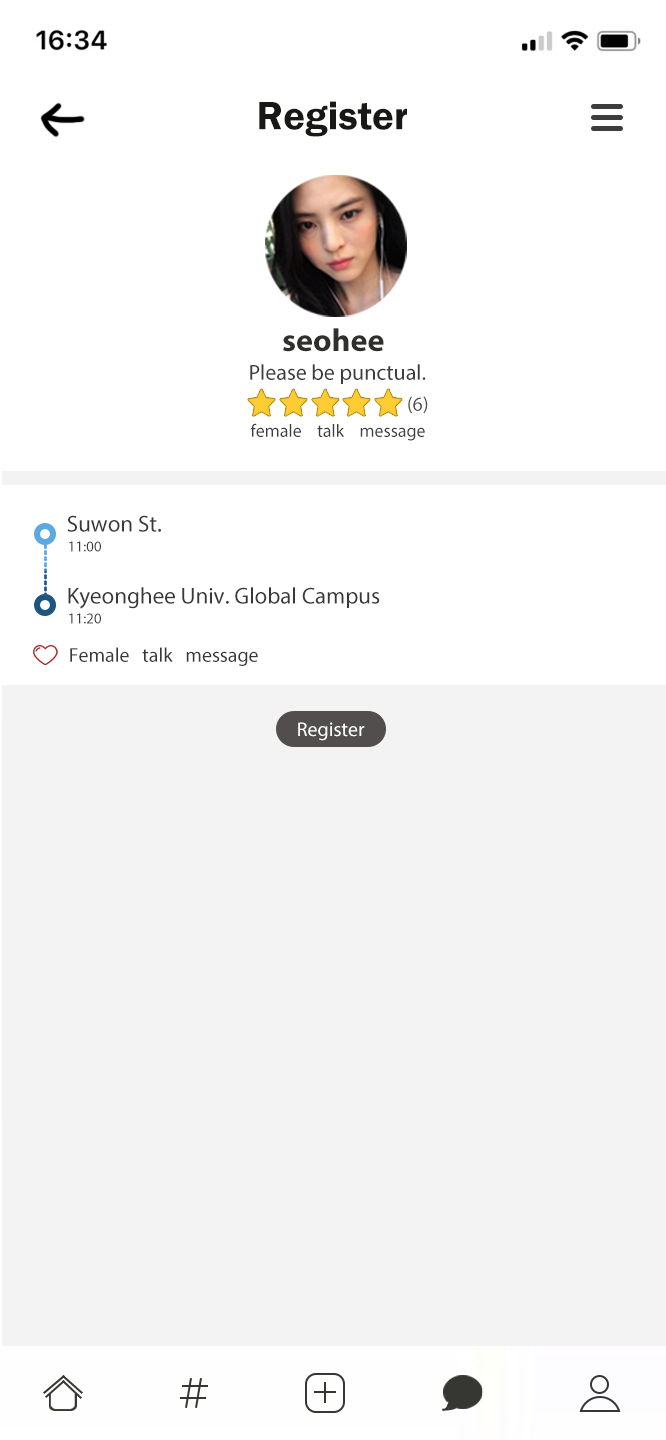 16:34
Register
seohee
Please be punctual.
(6)
female talk message
Suwon St.
11:00
Kyeonghee Univ. Global Campus
11:20
Female talk message
Register